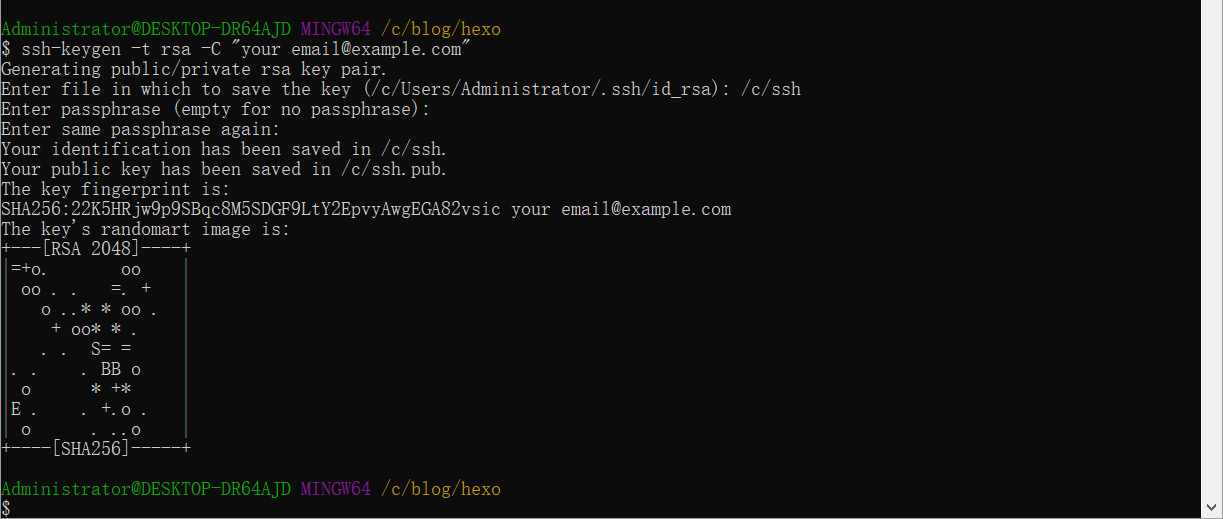 Administrator@DESKTOP-DR64AJD MINGW64 /c/blog/hexo
$ ssh-keygen -t rsa -C "your email@example.com"
Generating public/private rsa key pair.
Enter file in which to save the key (/c/Users/Administrator/.ssh/id_rsa): /c/ssh
Enter passphrase (empty for no passphrase):
Enter same passphrase again:
Your identification has been saved in /c/ssh.
Your public key has been saved in /c/ssh.pub.
The key fingerprint is:
SHA256:22K5HRjw9p9SBqc8M5SDGF9LtY2EpvyAwgEGA82vsic your email@example.com
The key's randomart image is:
+---[RSA 2048]----+
|=+o.       oo    |
| oo . .   =. +   |
|   o ..* * oo .  |
|    + oo* * .    |
|   . .  S= =     |
|. .    . BB o    |
| o      * +*     |
|E .    . +.o .   |
| o      . ..o    |
+----[SHA256]-----+
Administrator@DESKTOP-DR64AJD MINGW64 /c/blog/hexo
$